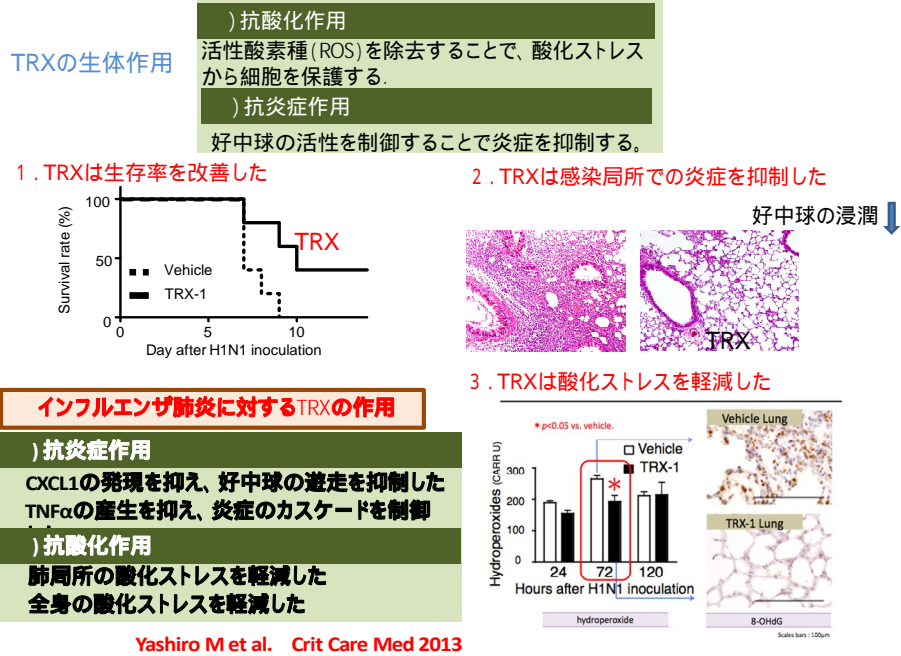 TRXの生体作用
)抗酸化作用
活性酸素種(ROS)を除去することで、酸化ストレス
から細胞を保護する.
)抗炎症作用
好中球の活性を制御することで炎症を抑制する。
1.TRXは生存率を改善した
Survival rate (%)
100
50
0
TRX
Vehicle
TRX-1
0 5 10
Day after H1N1 inoculation
2.TRXは感染局所での炎症を抑制した
好中球の浸潤
TRX
インフルエンザ肺炎に対するTRXの作用
)抗炎症作用
CXCL1の発現を抑え、好中球の遊走を抑制した
TNFαの産生を抑え、炎症のカスケードを制御
)抗酸化作用
肺局所の酸化ストレスを軽減した
全身の酸化ストレスを軽減した
3.TRXは酸化ストレスを軽減した
* p<0.05 vs. vehicle.
Vehicle
TRX-1
Hydroperoxides (CARR U)
300
200
100
0
*
24 72 120
Hours after H1N1 inoculation
hydroperoxide
Vehicle Lung
TRX-1 Lung
8-OHdG
Scales bars : 100μm
Yashiro M et al. Crit Care Med 2013